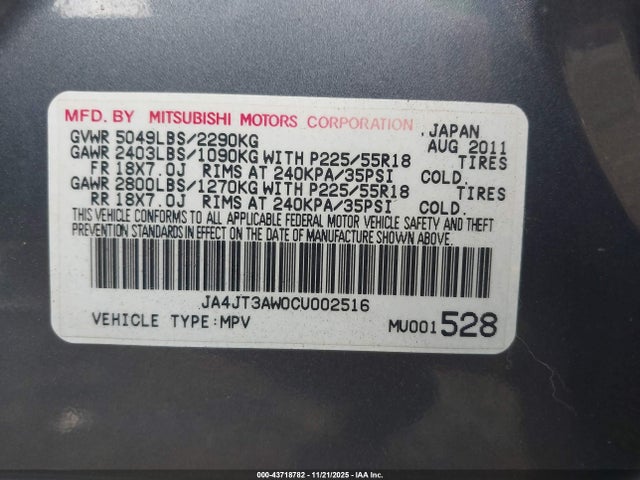 MFD. BY MITSUBISHI MOTORS CORPORATION, JAPAN
GVWR 5049LBS/2290KG AUG 2011
GAWR 2403LBS/1090KG WITH P225/55R18 TIRES
FR 18X7.0J RIMS AT 240KPA/35PSI COLD.
GAWR 2800LBS/1270KG WITH P225/55R18 TIRES
RR 18X7.0J RIMS AT 240KPA/35PSI COLD.
THIS VEHICLE CONFORMS TO ALL APPLICABLE FEDERAL MOTOR VEHICLE SAFETY AND THEFT
PREVENTION STANDARDS IN EFFECT ON THE DATE OF MANUFACTURE SHOWN ABOVE.
JA4JT3AW0CU002516
VEHICLE TYPE:MPV MU001528
000-43718782 - 11/21/2025 - IAA Inc.